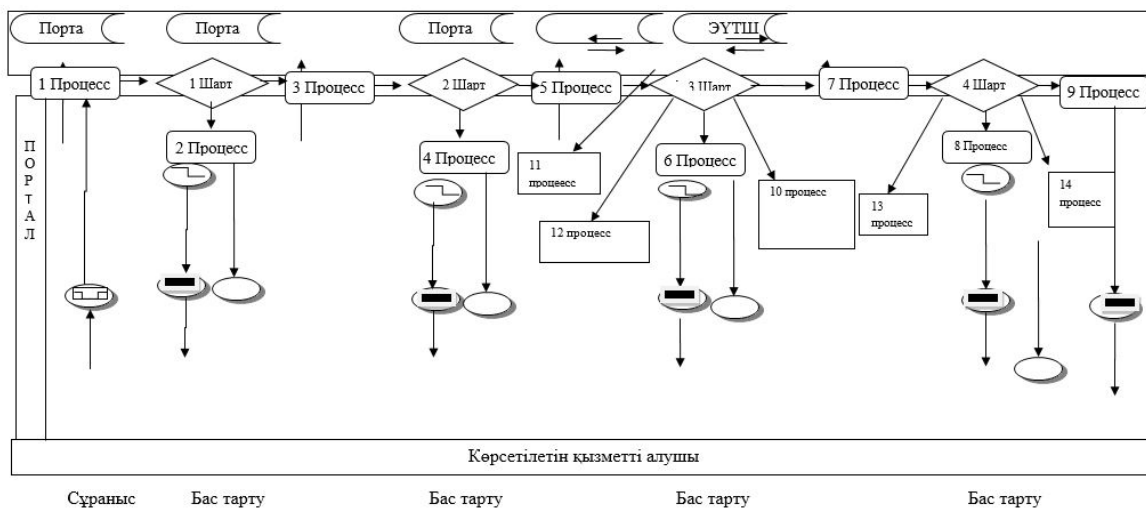 Порта
Порта
Порта
ЭҮТШ
1 Процесс
1 Шарт
3 Процесс
2 Шарт
5 Процесс
3 Шарт
7 Процесс
4 Шарт
9 Процесс
ПОРТАЛ
2 Процесс
4 Процесс
11
процеесс
12 процесс
6 Процесс
10 процесс
13
процесс
8 Процесс
14
процесс
Көрсетілетін қызметті алушы
Сұраныс
Бас тарту
Бас тарту
Бас тарту
Бас тарту